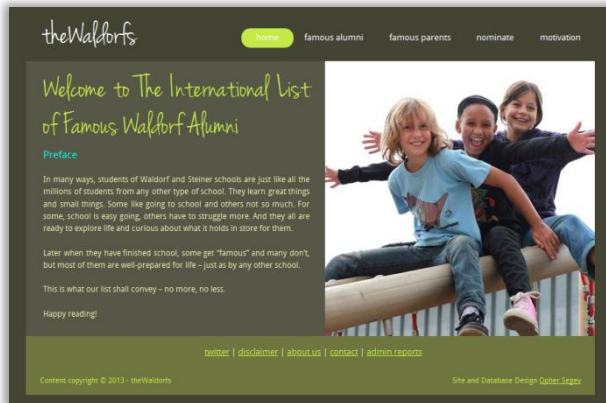 theWaldorfs
home famous alumni famous parents nominate motivation
Welcome to The International List
of Famous Waldorf Alumni
Preface
In many ways, students of Waldorf and Steiner schools are just like all the
millions of students from any other type of school. They learn great things
and small things. Some like going to school and others not so much. For
some, school is easy going, others have to struggle more. And they all are
ready to explore life and curious about what it holds in store for them.
Later when they have finished school, some get "famous" and many don't,
but most of them are well-prepared for life – just as by any other school.
This is what our list shall convey – no more, no less.
Happy reading!
twitter | disclaimer | about us | contact | admin reports
Content copyright © 2013 - theWaldorfs Site and Database Design Opher Segev